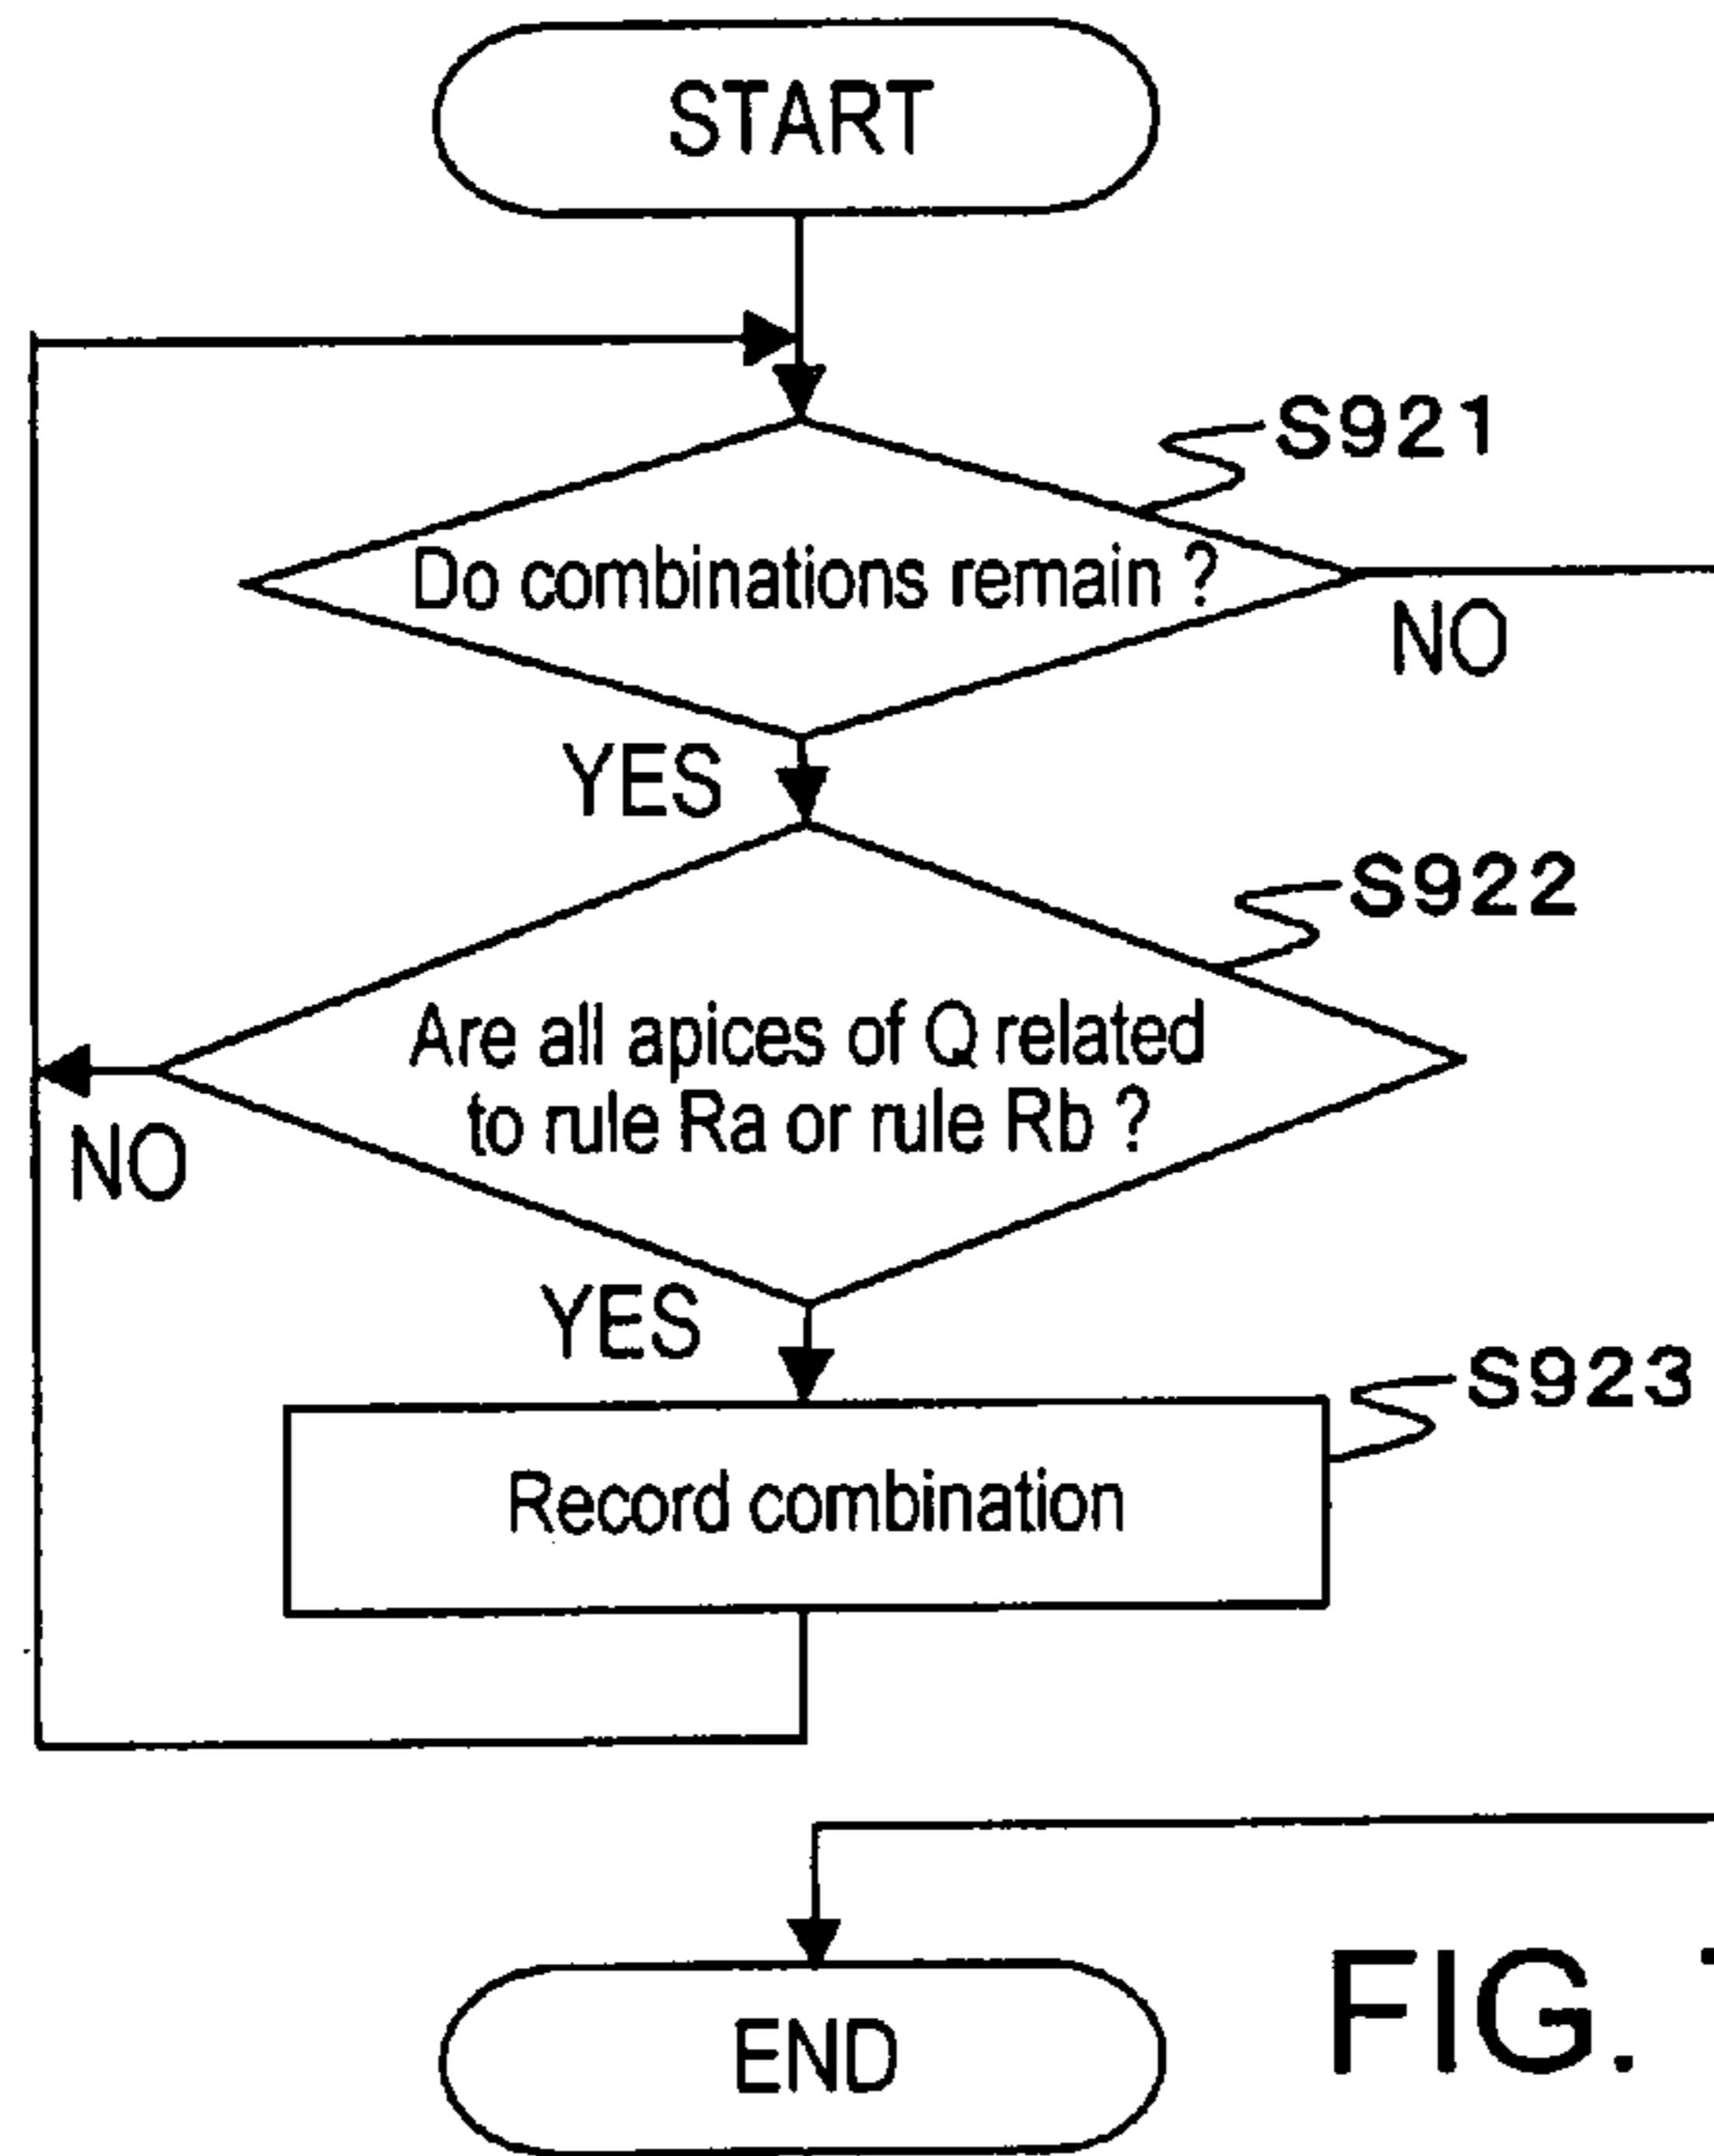 START
S921
Do combinations remain ?
NO
YES
S922
Are all apices of Q related
to rule Ra or rule Rb ?
NO
YES
S923
Record combination
END
FIG.